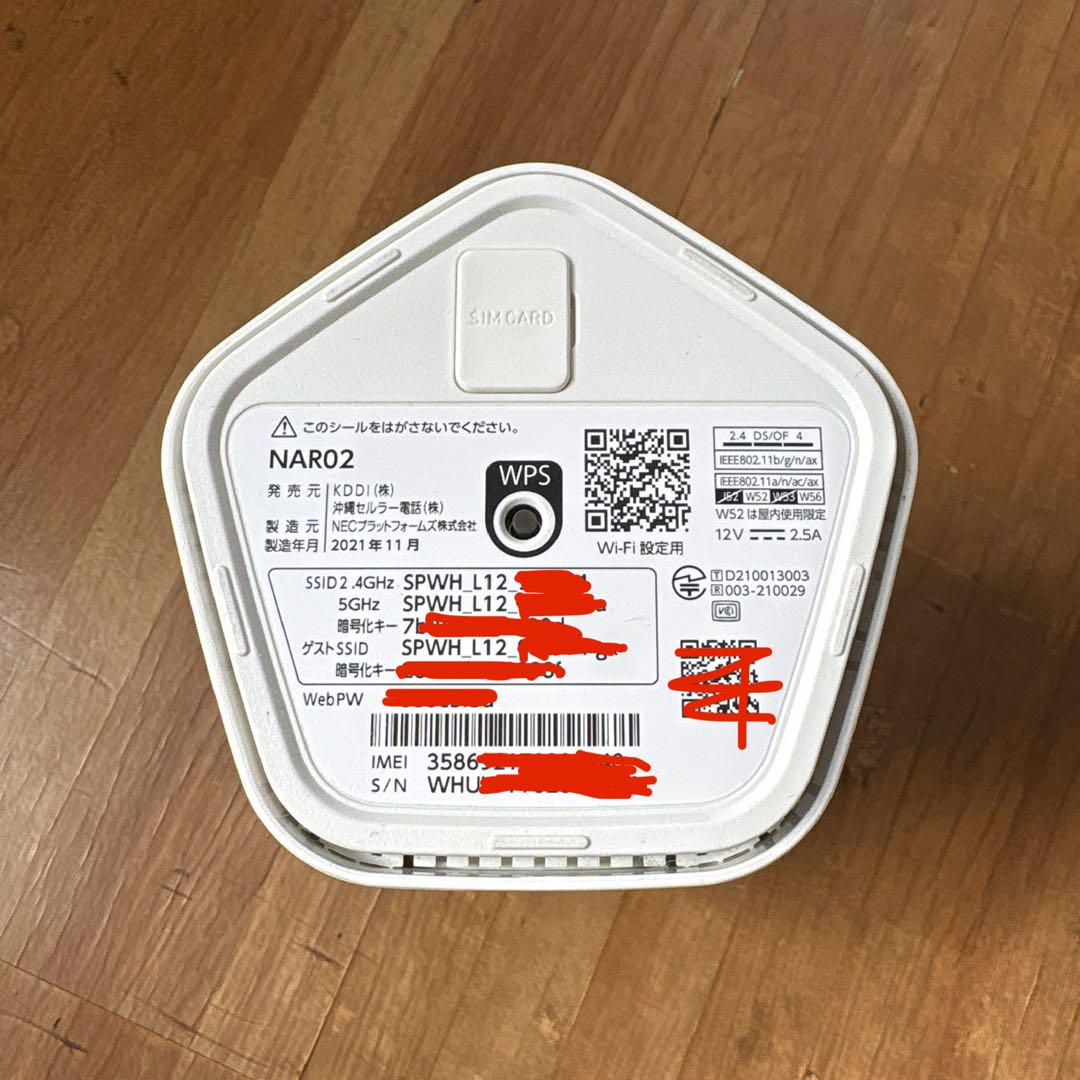 SIM CARD
⚠ このシールをはがさないでください。
NAR02
発売元 KDDI(株)
沖縄セルラー電話(株)
製造元 NECプラットフォームズ株式会社
製造年月 2021年11月
WPS
Wi-Fi 設定用
2.4 DS/OF 4
IEEE802.11b/g/n/ax
IEEE802.11a/n/ac/ax
J52 W52 W53 W56
W52は屋内使用限定
12V 2.5A
T D210013003
R 003-210029
VCI
SSID 2.4GHz SPWH_L12_
5GHz SPWH_L12_
暗号化キー 7b
ゲストSSID SPWH_L12_
暗号化キー
WebPW
IMEI 3586
S/N WHU